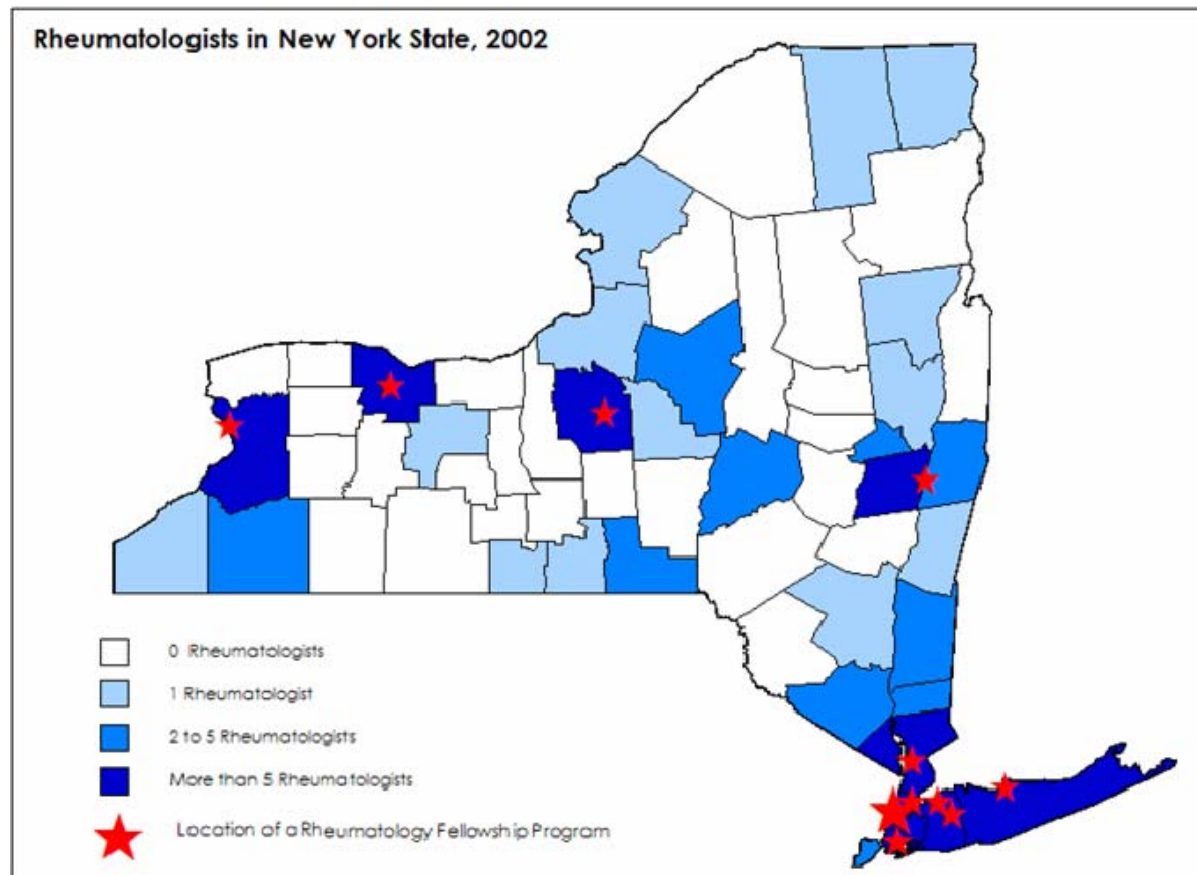 Rheumatologists in New York State, 2002
0 Rheumatologists
1 Rheumatologist
2 to 5 Rheumatologists
More than 5 Rheumatologists
Location of a Rheumatology Fellowship Program